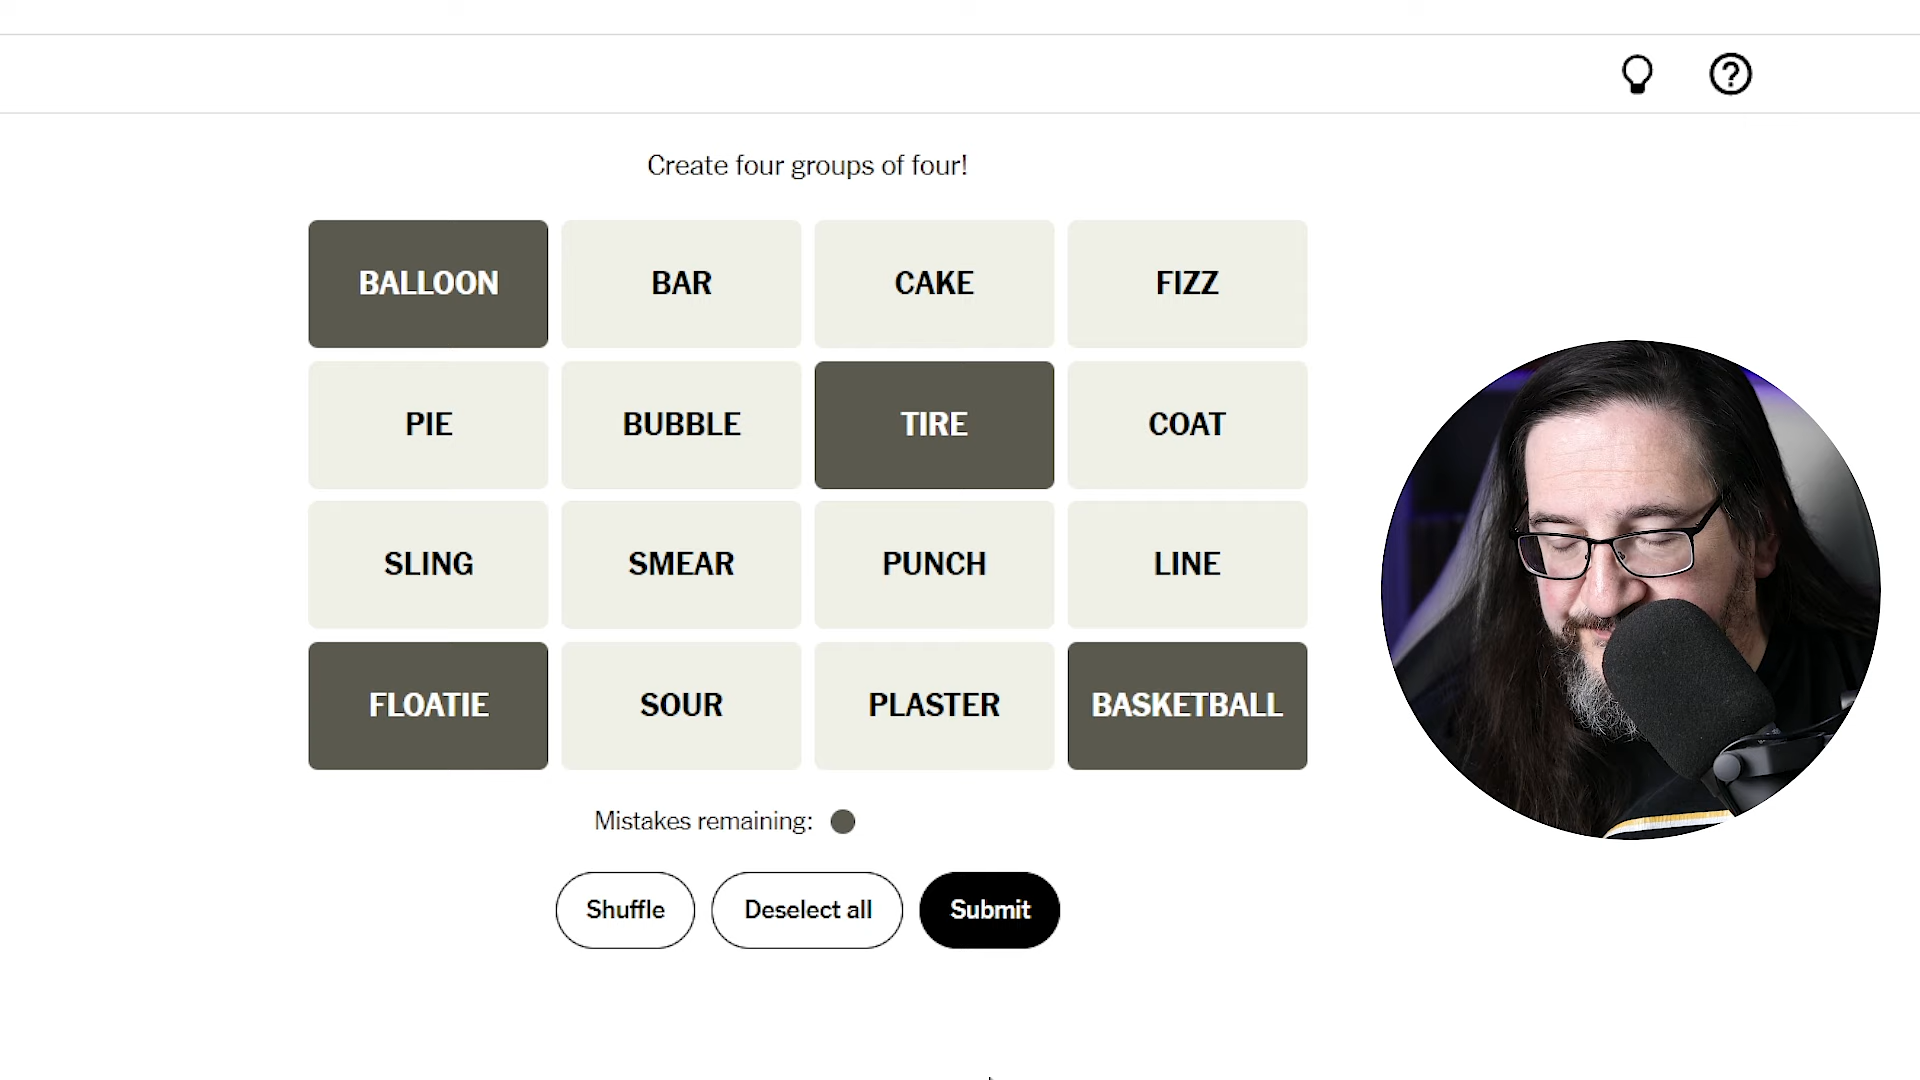 Create four groups of four!
BALLOON BAR CAKE FIZZ
PIE BUBBLE TIRE COAT
SLING SMEAR PUNCH LINE
FLOATIE SOUR PLASTER BASKETBALL
Mistakes remaining:
Shuffle Deselect all Submit